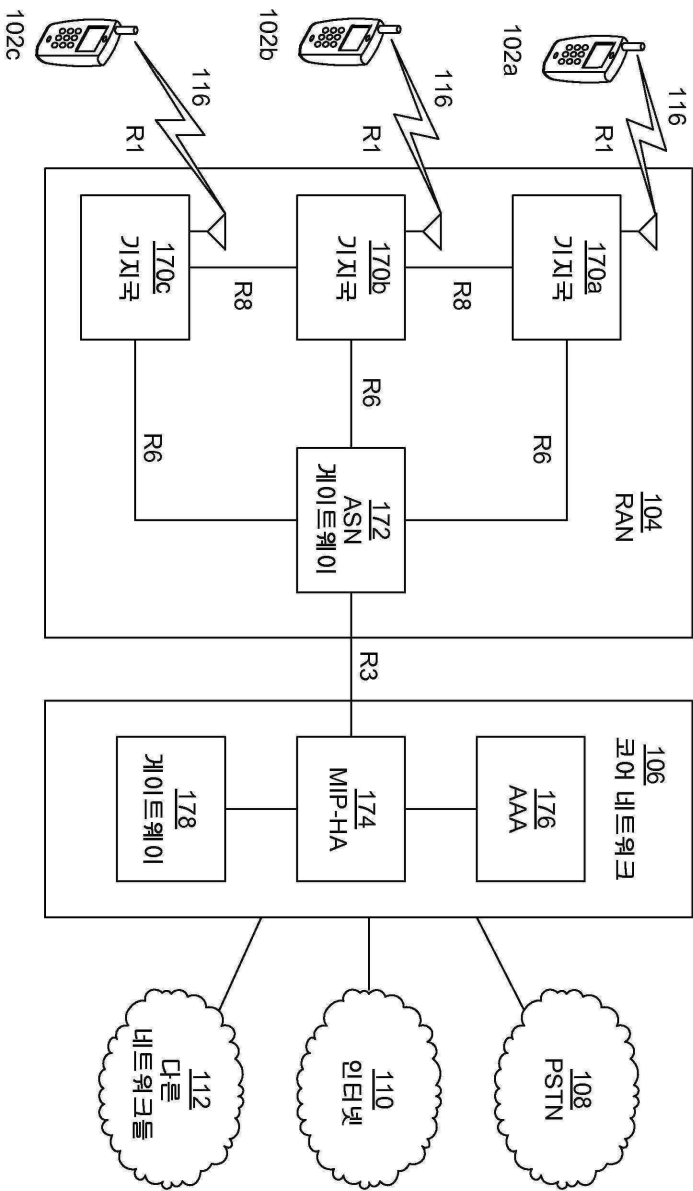 116
R1
102a
116
R1
102b
116
R1
102c
104
RAN
170a
기지국
R8
170b
기지국
R8
170c
기지국
R6
R6
R6
172
ASN
게이트웨이
R3
106
코어 네트워크
176
AAA
174
MIP-HA
178
게이트웨이
108
PSTN
110
인터넷
112
다른
네트워크들